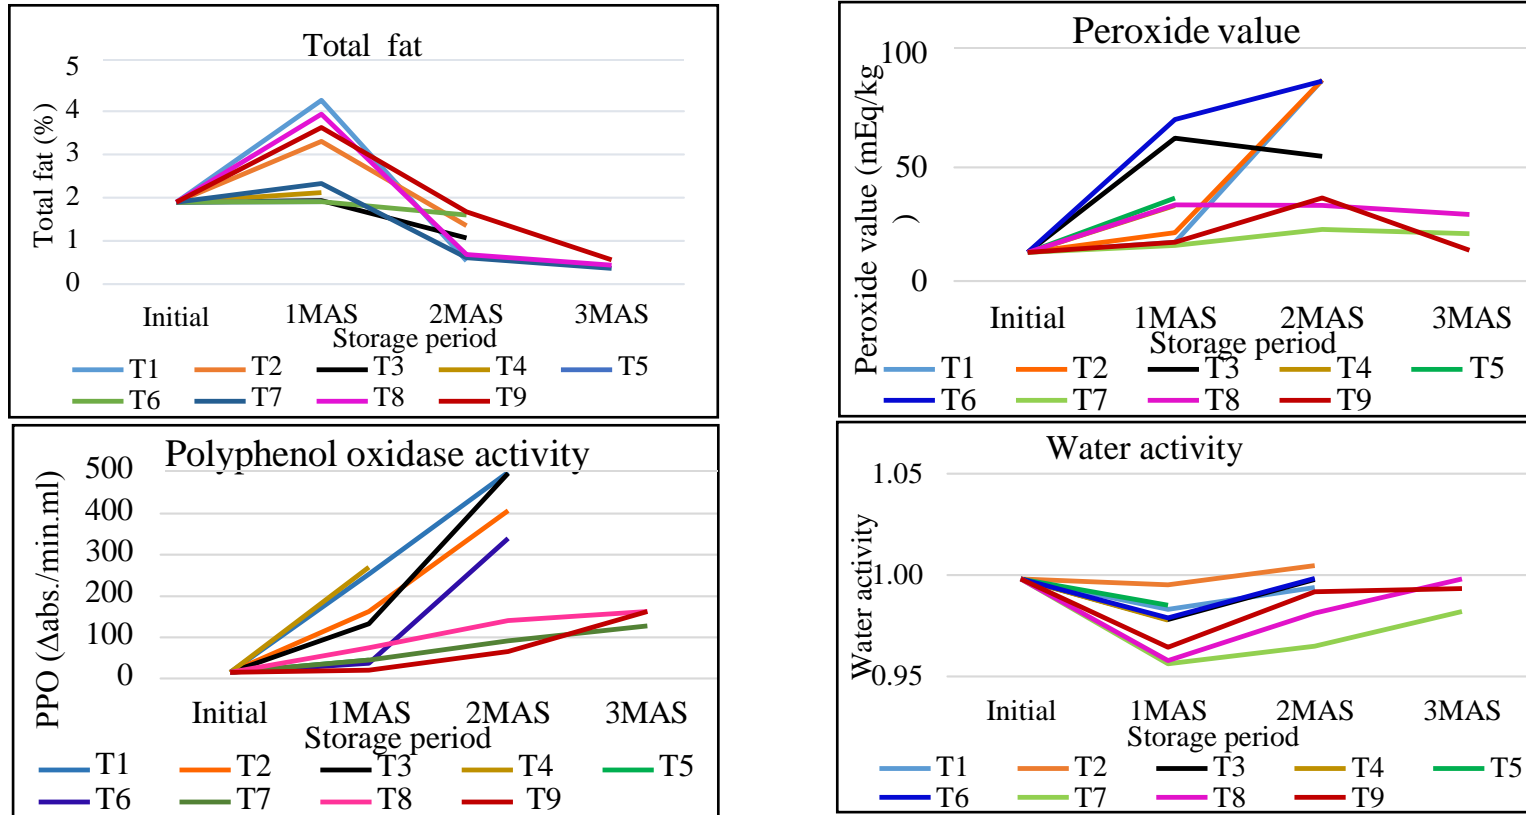 Total fat
5
4
3
2
1
0
Total fat (%)
Initial 1MAS 2MAS 3MAS
Storage period
T1 T2 T3 T4 T5
T6 T7 T8 T9
Peroxide value
100
50
0
Peroxide value (mEq/kg
)
Initial 1MAS 2MAS 3MAS
Storage period
T1 T2 T3 T4 T5
T6 T7 T8 T9
Polyphenol oxidase activity
500
400
300
200
100
0
PPO (Δabs./min.ml)
Initial 1MAS 2MAS 3MAS
Storage period
T1 T2 T3 T4 T5
T6 T7 T8 T9
Water activity
1.05
1.00
0.95
Water activity
Initial 1MAS 2MAS 3MAS
Storage period
T1 T2 T3 T4 T5
T6 T7 T8 T9